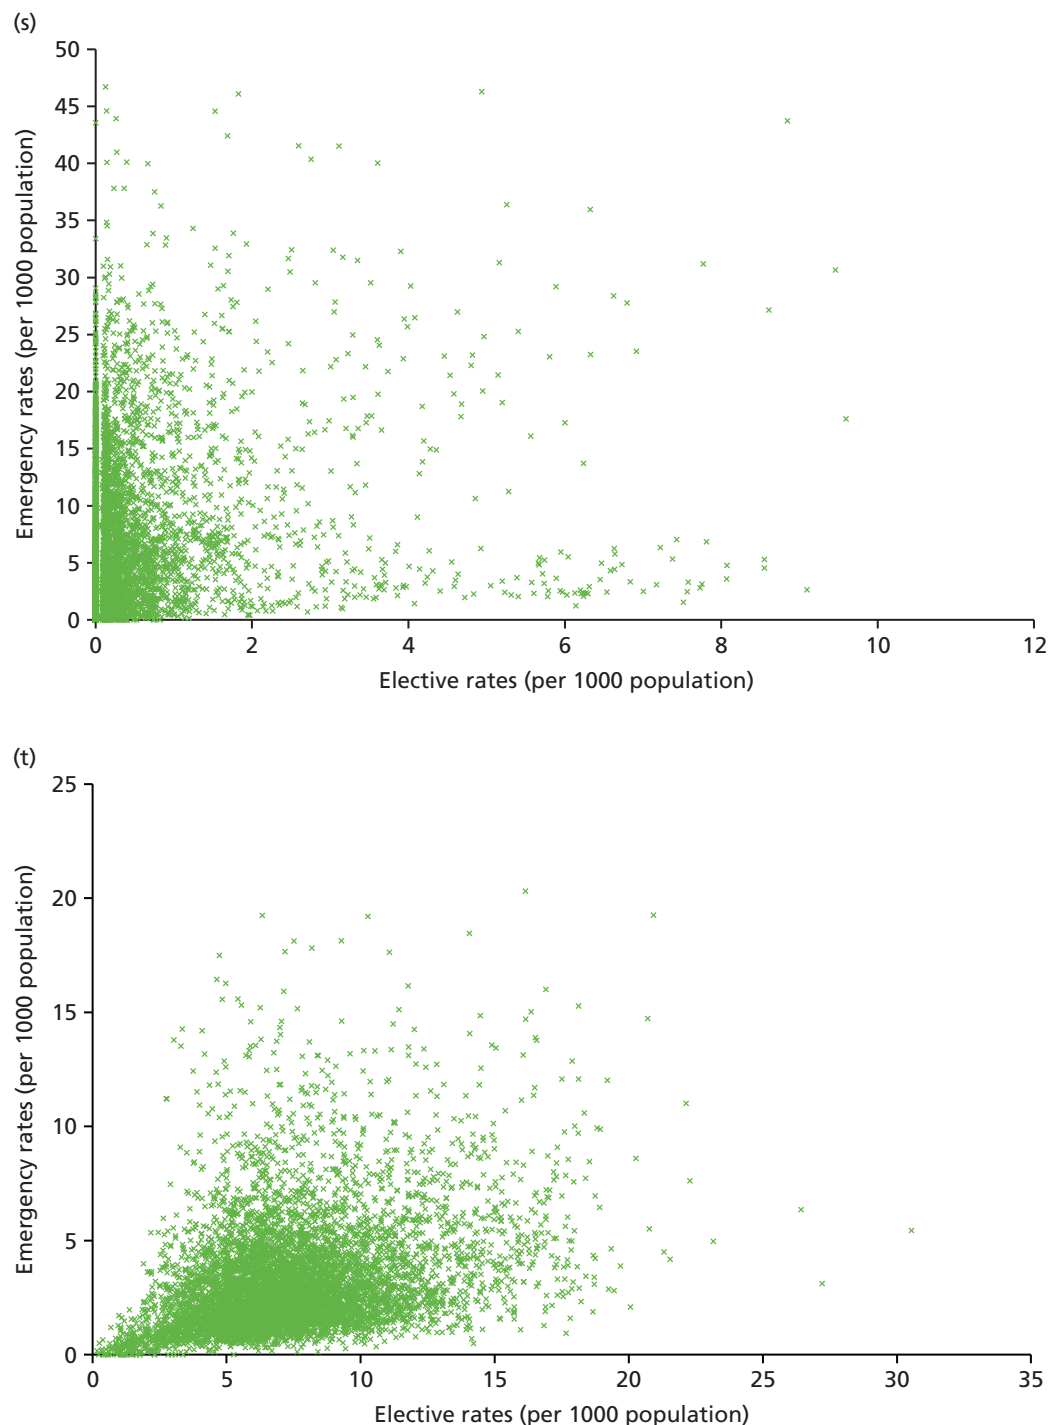 (s)
50
45
40
35
30
25
20
15
10
5
0
Emergency rates (per 1000 population)
0 2 4 6 8 10 12
Elective rates (per 1000 population)
(t)
25
20
15
10
5
0
Emergency rates (per 1000 population)
0 5 10 15 20 25 30 35
Elective rates (per 1000 population)